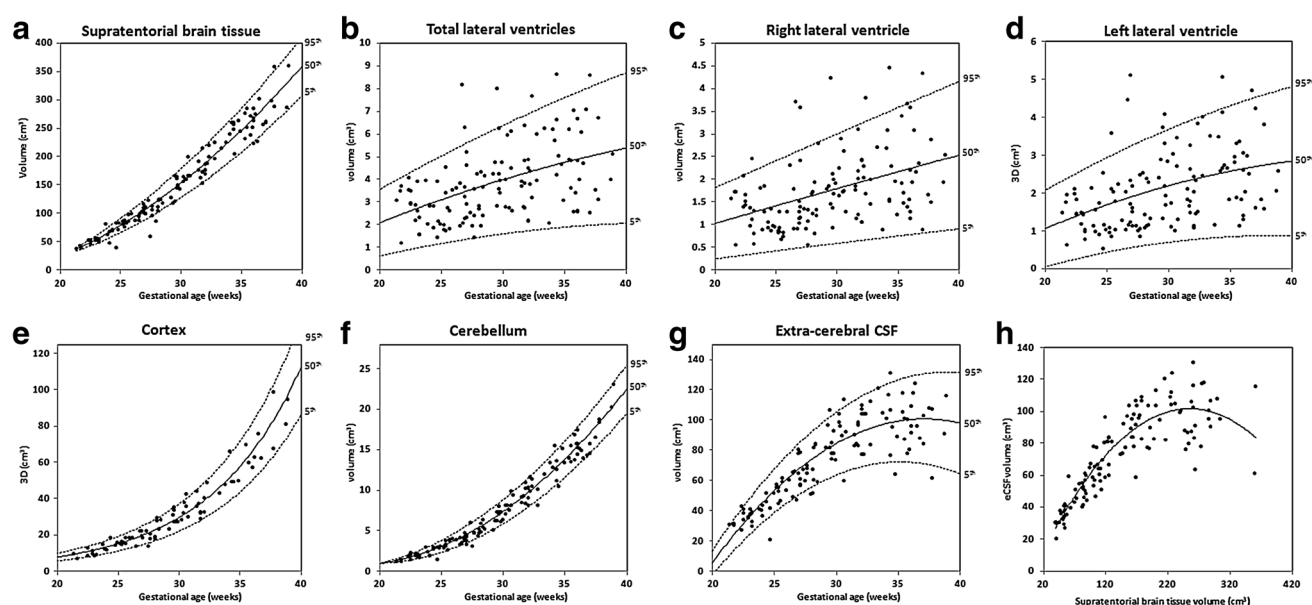 a Supratentorial brain tissue
400
350
300
250
200
150
100
50
0
Volume (cm³)
20 25 30 35 40
Gestational age (weeks)
95th
50th
5th
b Total lateral ventricles
10
9
8
7
6
5
4
3
2
1
0
volume (cm³)
20 25 30 35 40
Gestational age (weeks)
95th
50th
5th
c Right lateral ventricle
5
4.5
4
3.5
3
2.5
2
1.5
1
0.5
0
volume (cm³)
20 25 30 35 40
Gestational age (weeks)
95th
50th
5th
d Left lateral ventricle
6
5
4
3
2
1
0
3D (cm³)
20 25 30 35 40
Gestational age (weeks)
95th
50th
5th
e Cortex
120
100
80
60
40
20
0
3D (cm³)
20 25 30 35 40
Gestational age (weeks)
95th
50th
5th
f Cerebellum
25
20
15
10
5
0
volume (cm³)
20 25 30 35 40
Gestational age (weeks)
95th
50th
5th
g Extra-cerebral CSF
140
120
100
80
60
40
20
0
volume (cm³)
20 25 30 35 40
Gestational age (weeks)
95th
50th
5th
h
140
120
100
80
60
40
20
0
eCSF volume (cm³)
20 120 220 320 420
Supratentorial brain tissue volume (cm³)